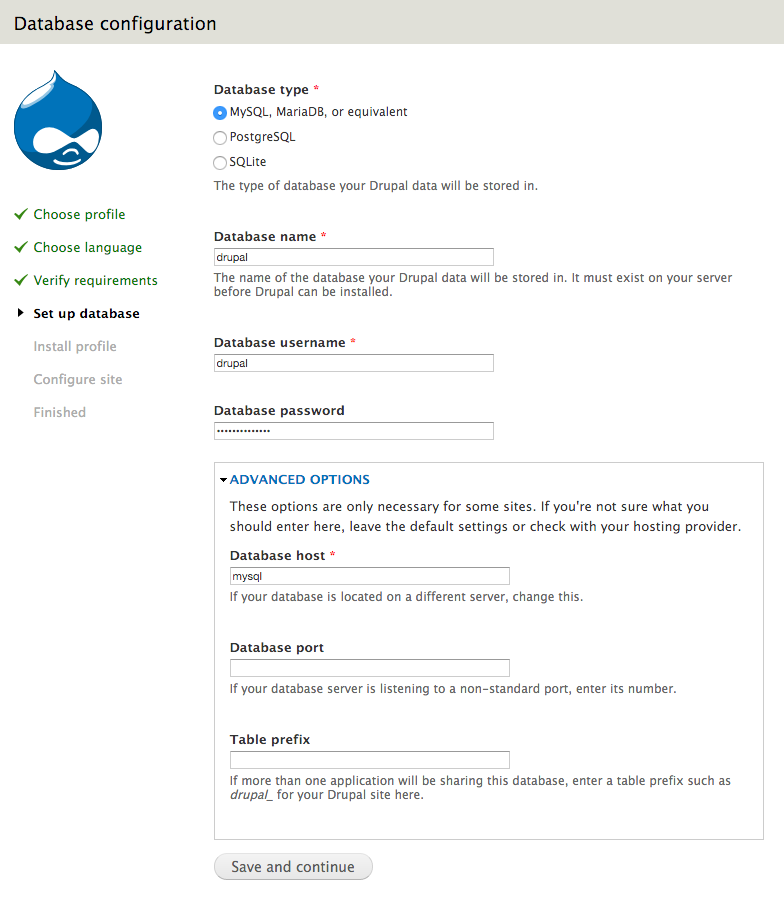 Database configuration
Choose profile
Choose language
Verify requirements
Set up database
Install profile
Configure site
Finished
Database type *
MySQL, MariaDB, or equivalent
PostgreSQL
SQLite
The type of database your Drupal data will be stored in.
Database name *
drupal
The name of the database your Drupal data will be stored in. It must exist on your server
before Drupal can be installed.
Database username *
drupal
Database password
••••••••••••••
ADVANCED OPTIONS
These options are only necessary for some sites. If you're not sure what you
should enter here, leave the default settings or check with your hosting provider.
Database host *
mysql
If your database is located on a different server, change this.
Database port
If your database server is listening to a non-standard port, enter its number.
Table prefix
If more than one application will be sharing this database, enter a table prefix such as
drupal_ for your Drupal site here.
Save and continue